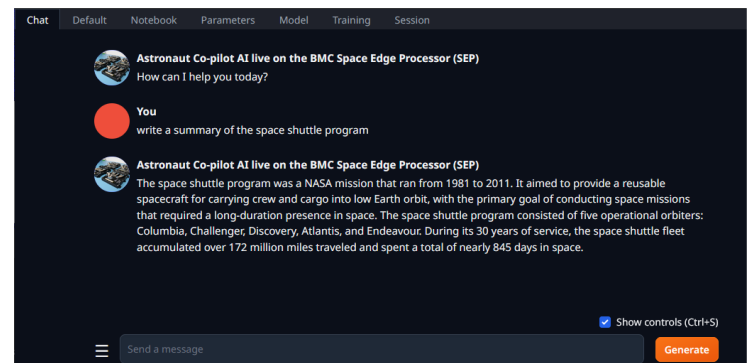 Chat Default Notebook Parameters Model Training Session
Astronaut Co-pilot AI live on the BMC Space Edge Processor (SEP)
How can I help you today?
You
write a summary of the space shuttle program
Astronaut Co-pilot AI live on the BMC Space Edge Processor (SEP)
The space shuttle program was a NASA mission that ran from 1981 to 2011. It aimed to provide a reusable
spacecraft for carrying crew and cargo into low Earth orbit, with the primary goal of conducting space missions
that required a long-duration presence in space. The space shuttle program consisted of five operational orbiters:
Columbia, Challenger, Discovery, Atlantis, and Endeavour. During its 30 years of service, the space shuttle fleet
accumulated over 172 million miles traveled and spent a total of nearly 845 days in space.
Show controls (Ctrl+S)
Send a message
Generate